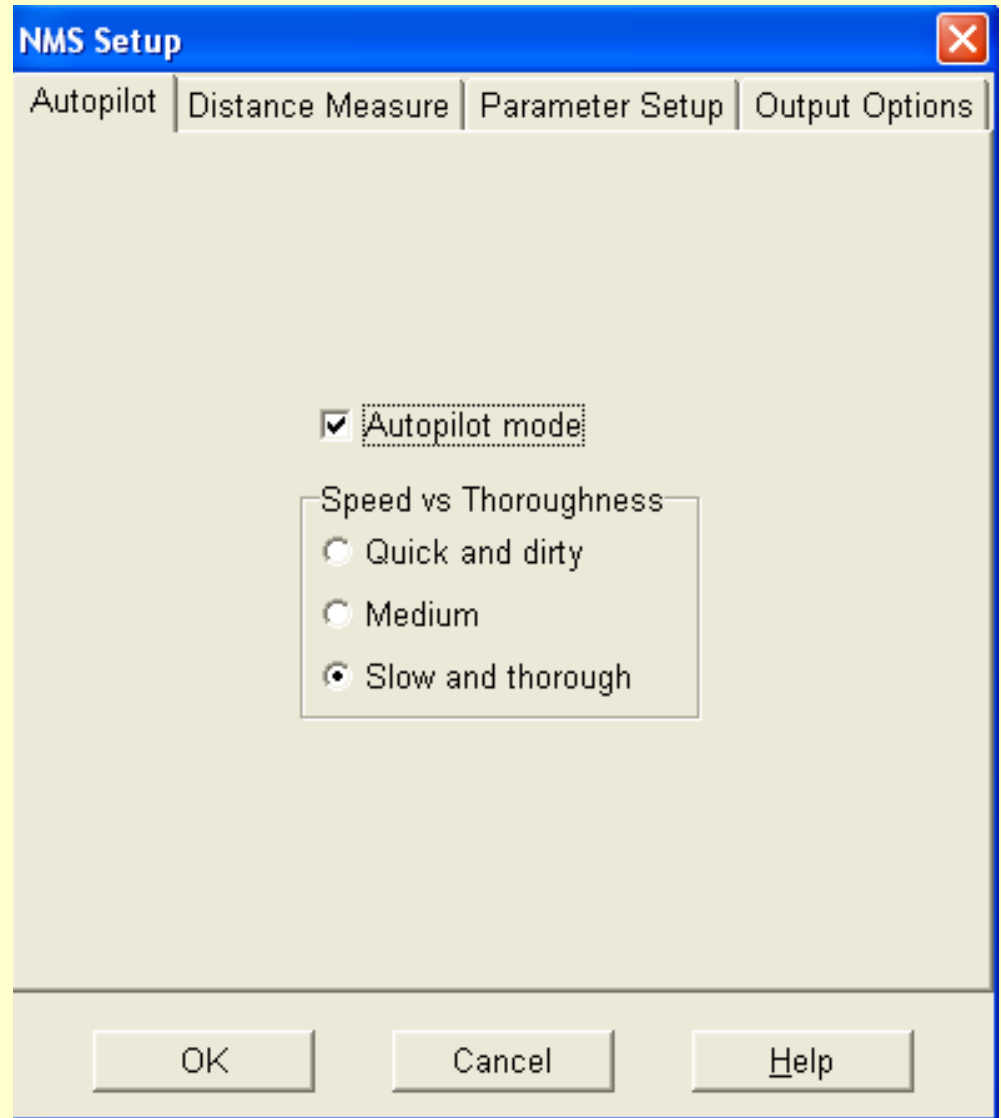 NMS Setup
Autopilot Distance Measure Parameter Setup Output Options
Autopilot mode
Speed vs Thoroughness
Quick and dirty
Medium
Slow and thorough
OK Cancel Help